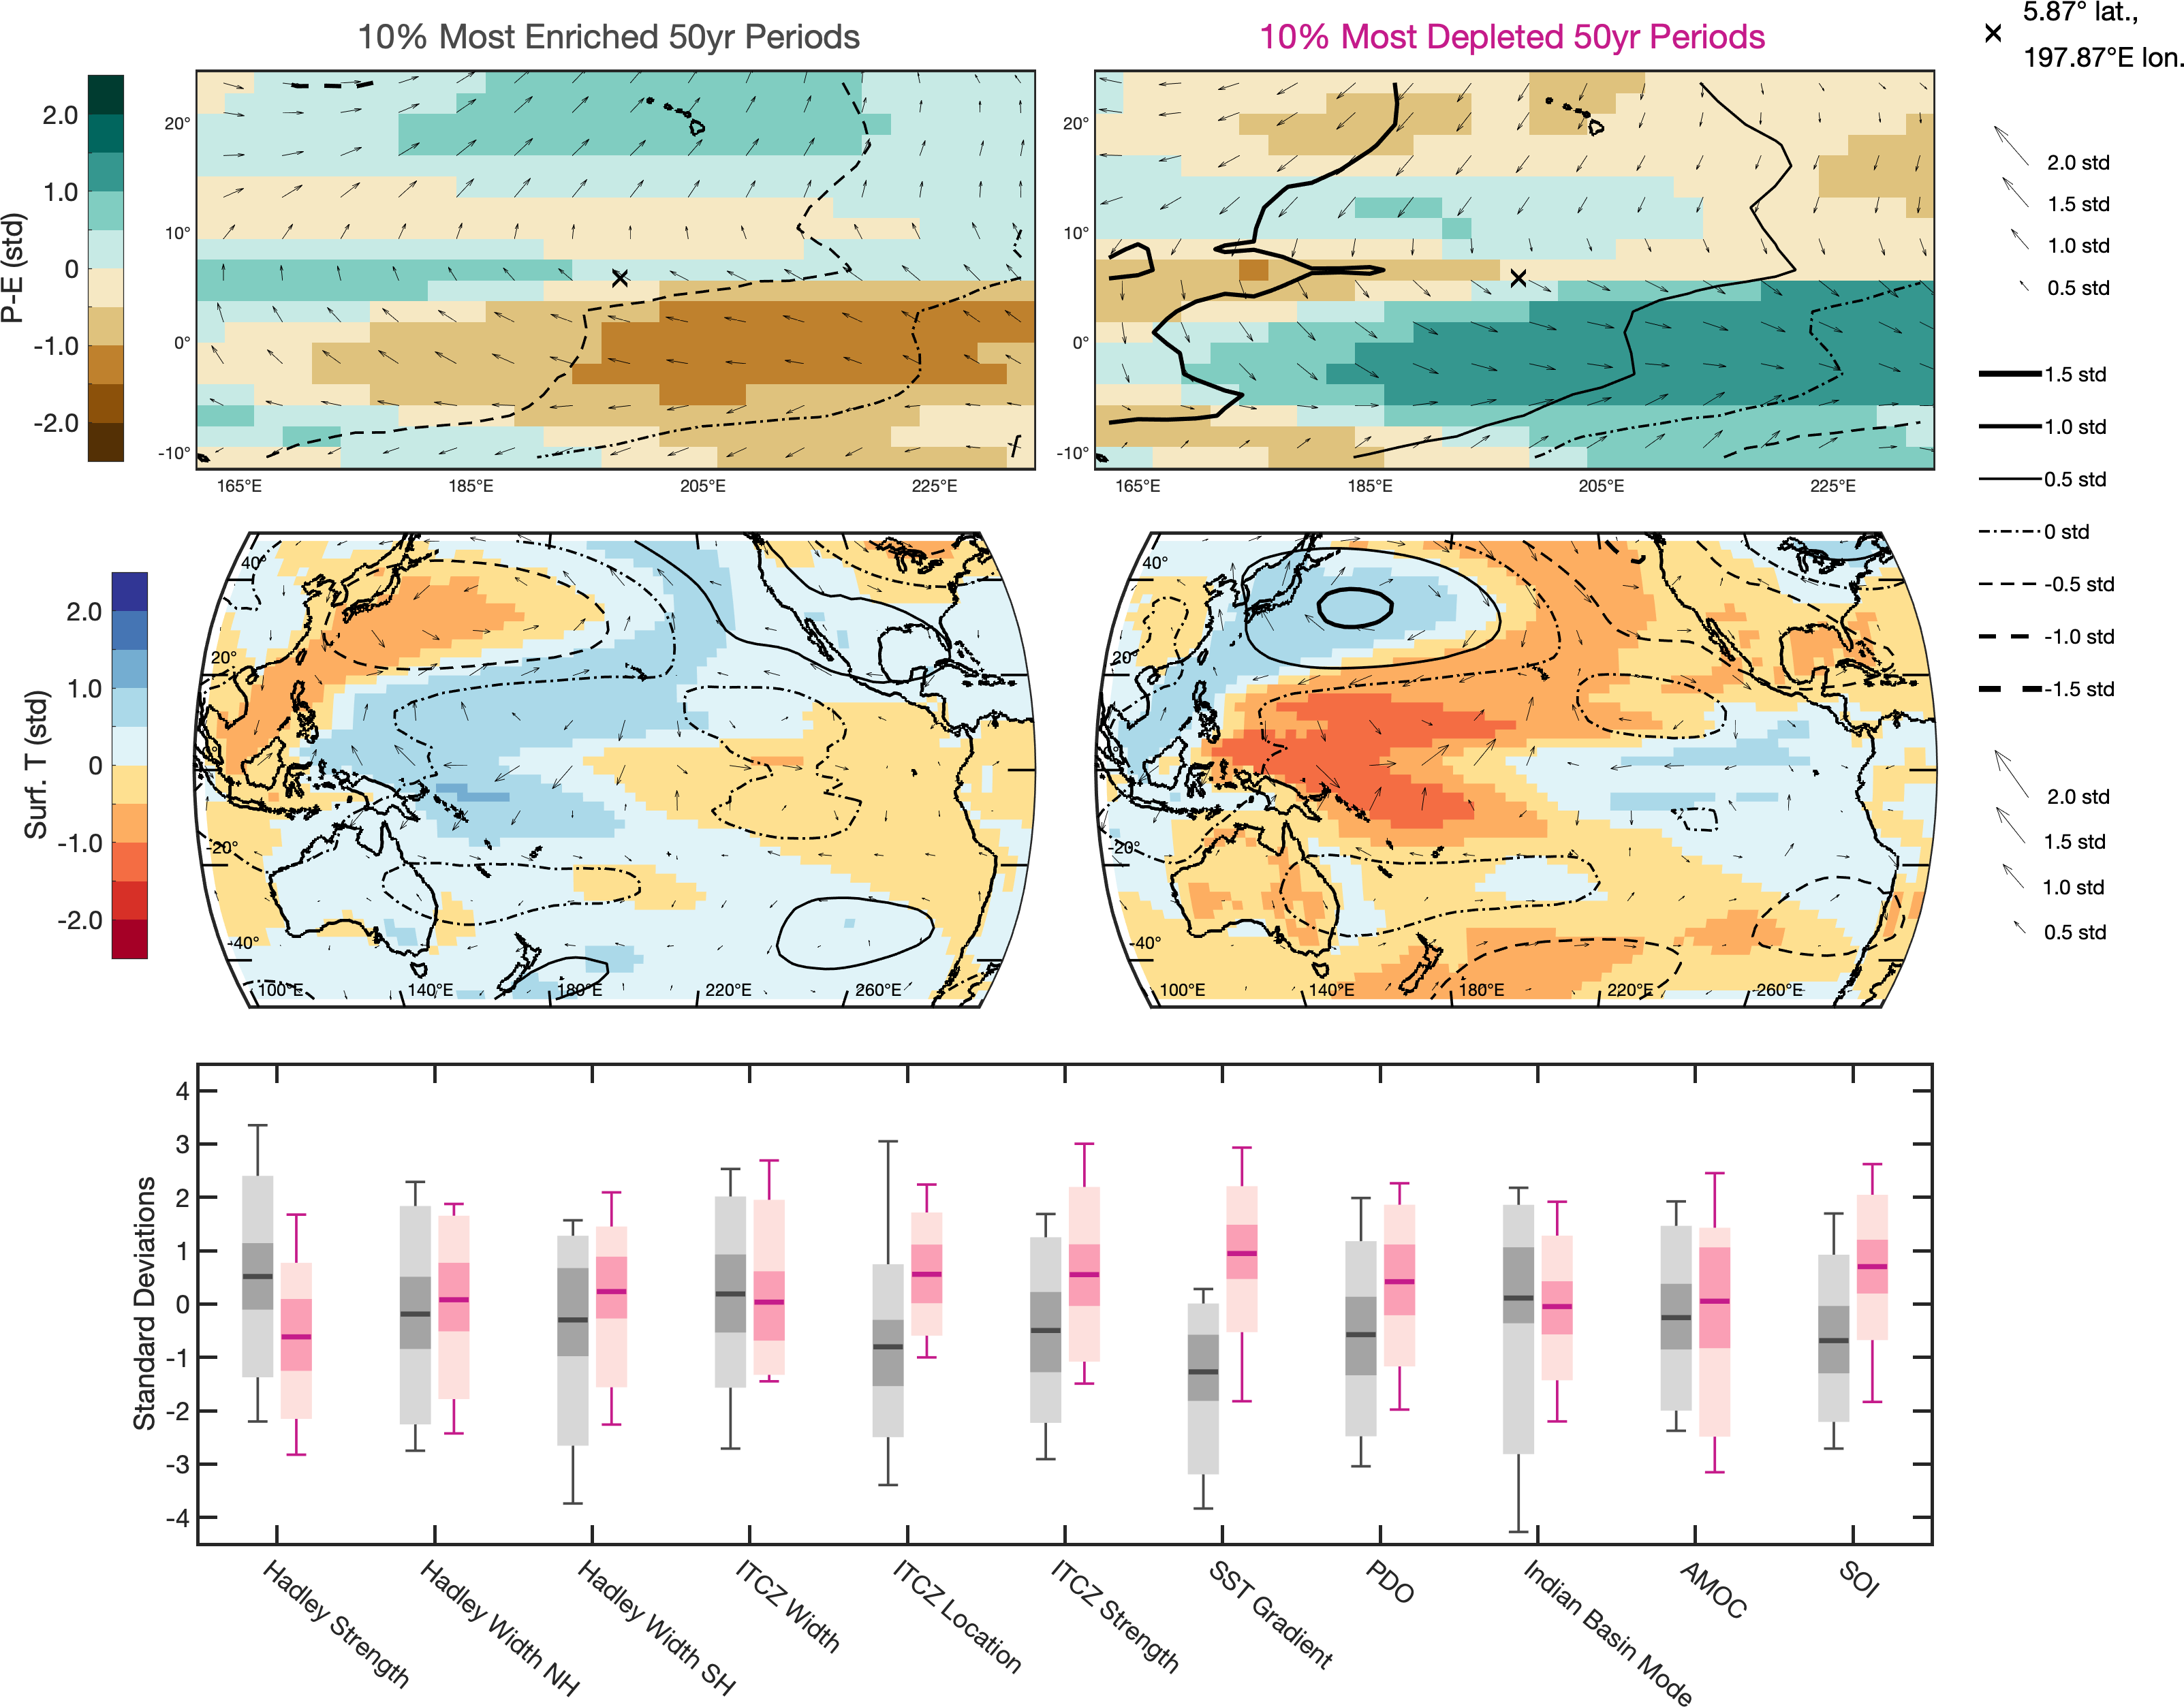 10% Most Enriched 50yr Periods
10% Most Depleted 50yr Periods
5.87° lat.,
197.87°E lon.
P-E (std)
2.0
1.0
0
-1.0
-2.0
20°
10°
0°
-10°
165°E
185°E
205°E
225°E
20°
10°
0°
-10°
165°E
185°E
205°E
225°E
2.0 std
1.5 std
1.0 std
0.5 std
1.5 std
1.0 std
0.5 std
0 std
-0.5 std
-1.0 std
-1.5 std
Surf. T (std)
2.0
1.0
0
-1.0
-2.0
40°
20°
0°
-20°
-40°
100°E
140°E
180°E
220°E
260°E
40°
20°
0°
-20°
-40°
100°E
140°E
180°E
220°E
260°E
2.0 std
1.5 std
1.0 std
0.5 std
Standard Deviations
4
3
2
1
0
-1
-2
-3
-4
Hadley Strength
Hadley Width NH
Hadley Width SH
ITCZ Width
ITCZ Location
ITCZ Strength
SST Gradient
PDO
Indian Basin Mode
AMOC
SOI